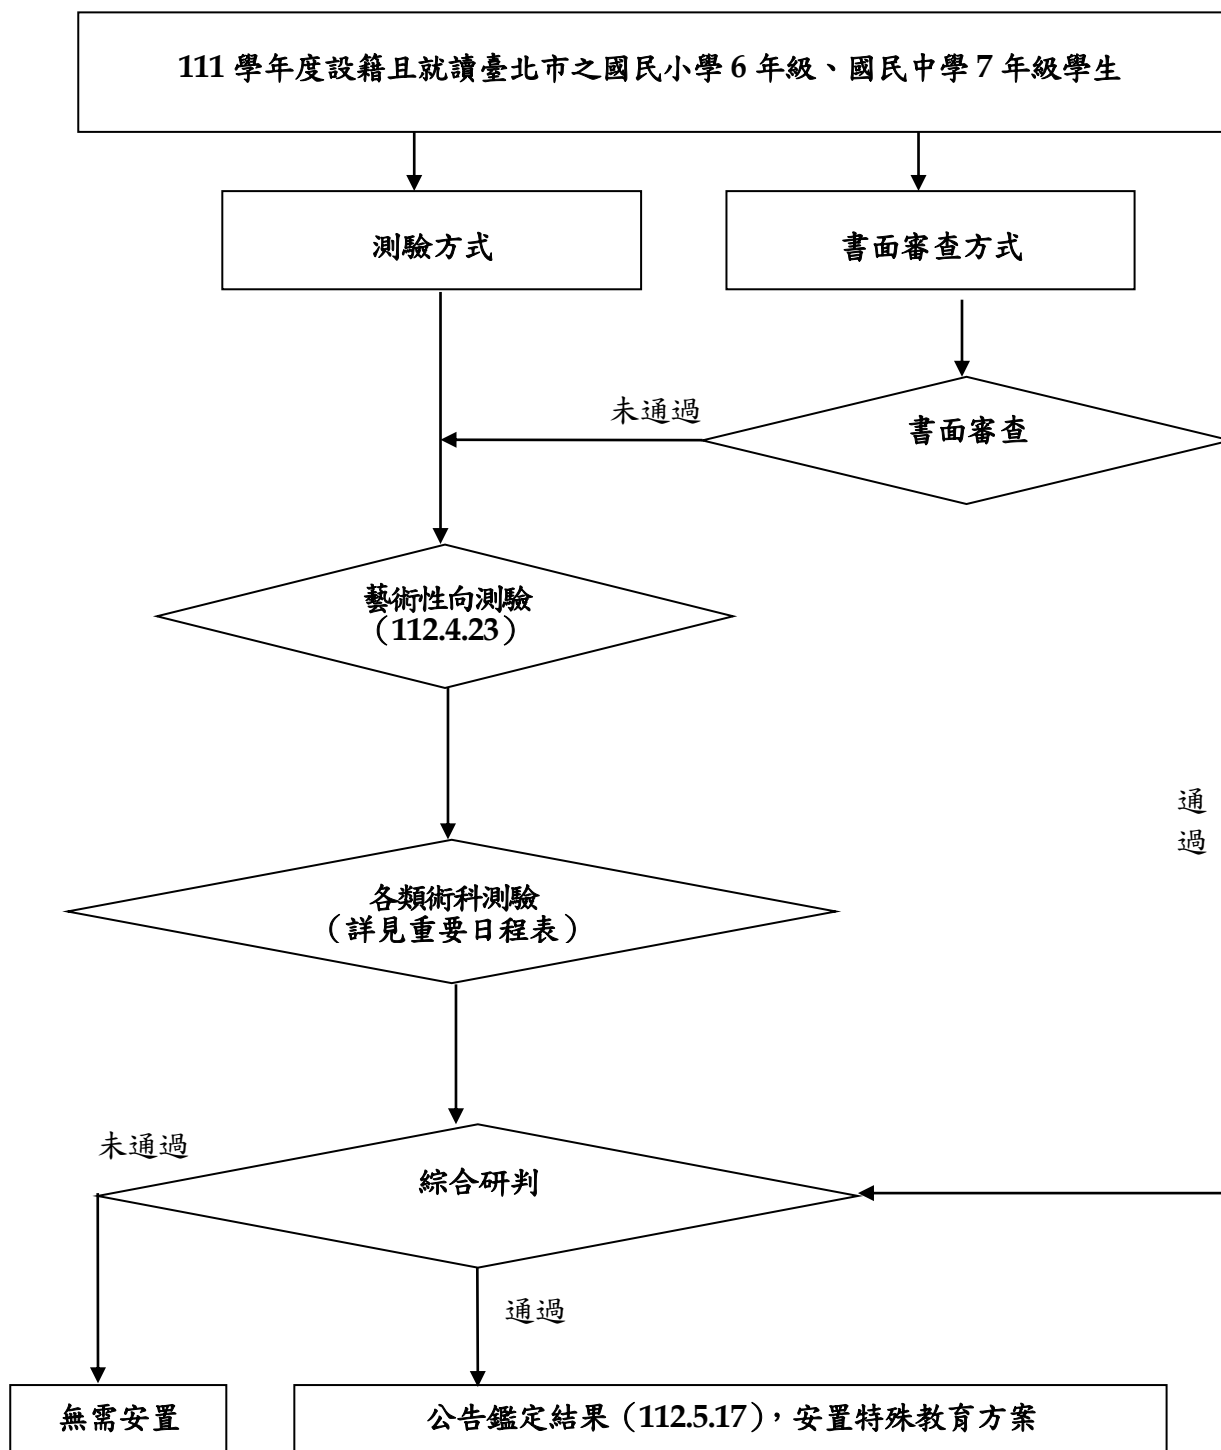 111 學年度設籍且就讀臺北市之國民小學 6 年級、國民中學 7 年級學生
測驗方式
書面審查方式
未通過
書面審查
藝術性向測驗
（112.4.23）
通
過
各類術科測驗
（詳見重要日程表）
未通過
綜合研判
通過
無需安置
公告鑑定結果（112.5.17），安置特殊教育方案